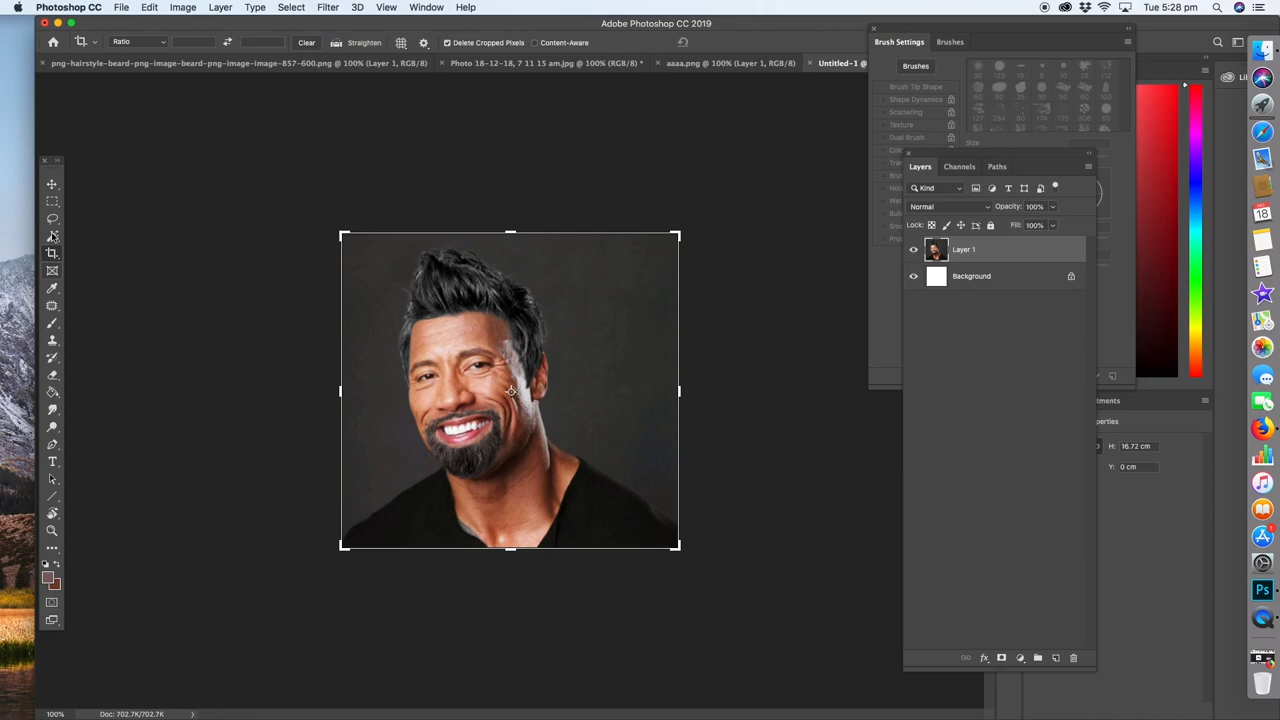 Photoshop CC File Edit Image Layer Type Select Filter 3D View Window Help Tue 5:28 pm
Adobe Photoshop CC 2019
Ratio Clear Straighten Delete Cropped Pixels Content-Aware
png-hairstyle-beard-png-image-beard-png-image-image-857-600.png @ 100% (Layer 1, RGB/8) Photo 18-12-18, 7 11 15 am.jpg @ 100% (RGB/8) * aaaa.png @ 100% (Layer 1, RGB/8) Untitled-1 @
Brush Settings Brushes
Brushes
Brush Tip Shape
Shape Dynamics
Scattering
Texture
Dual Brush
Size
Layers Channels Paths
Kind
Normal Opacity: 100%
Lock: Fill: 100%
Layer 1
Background
H: 16.72 cm
Y: 0 cm
100% Doc: 702.7K/702.7K